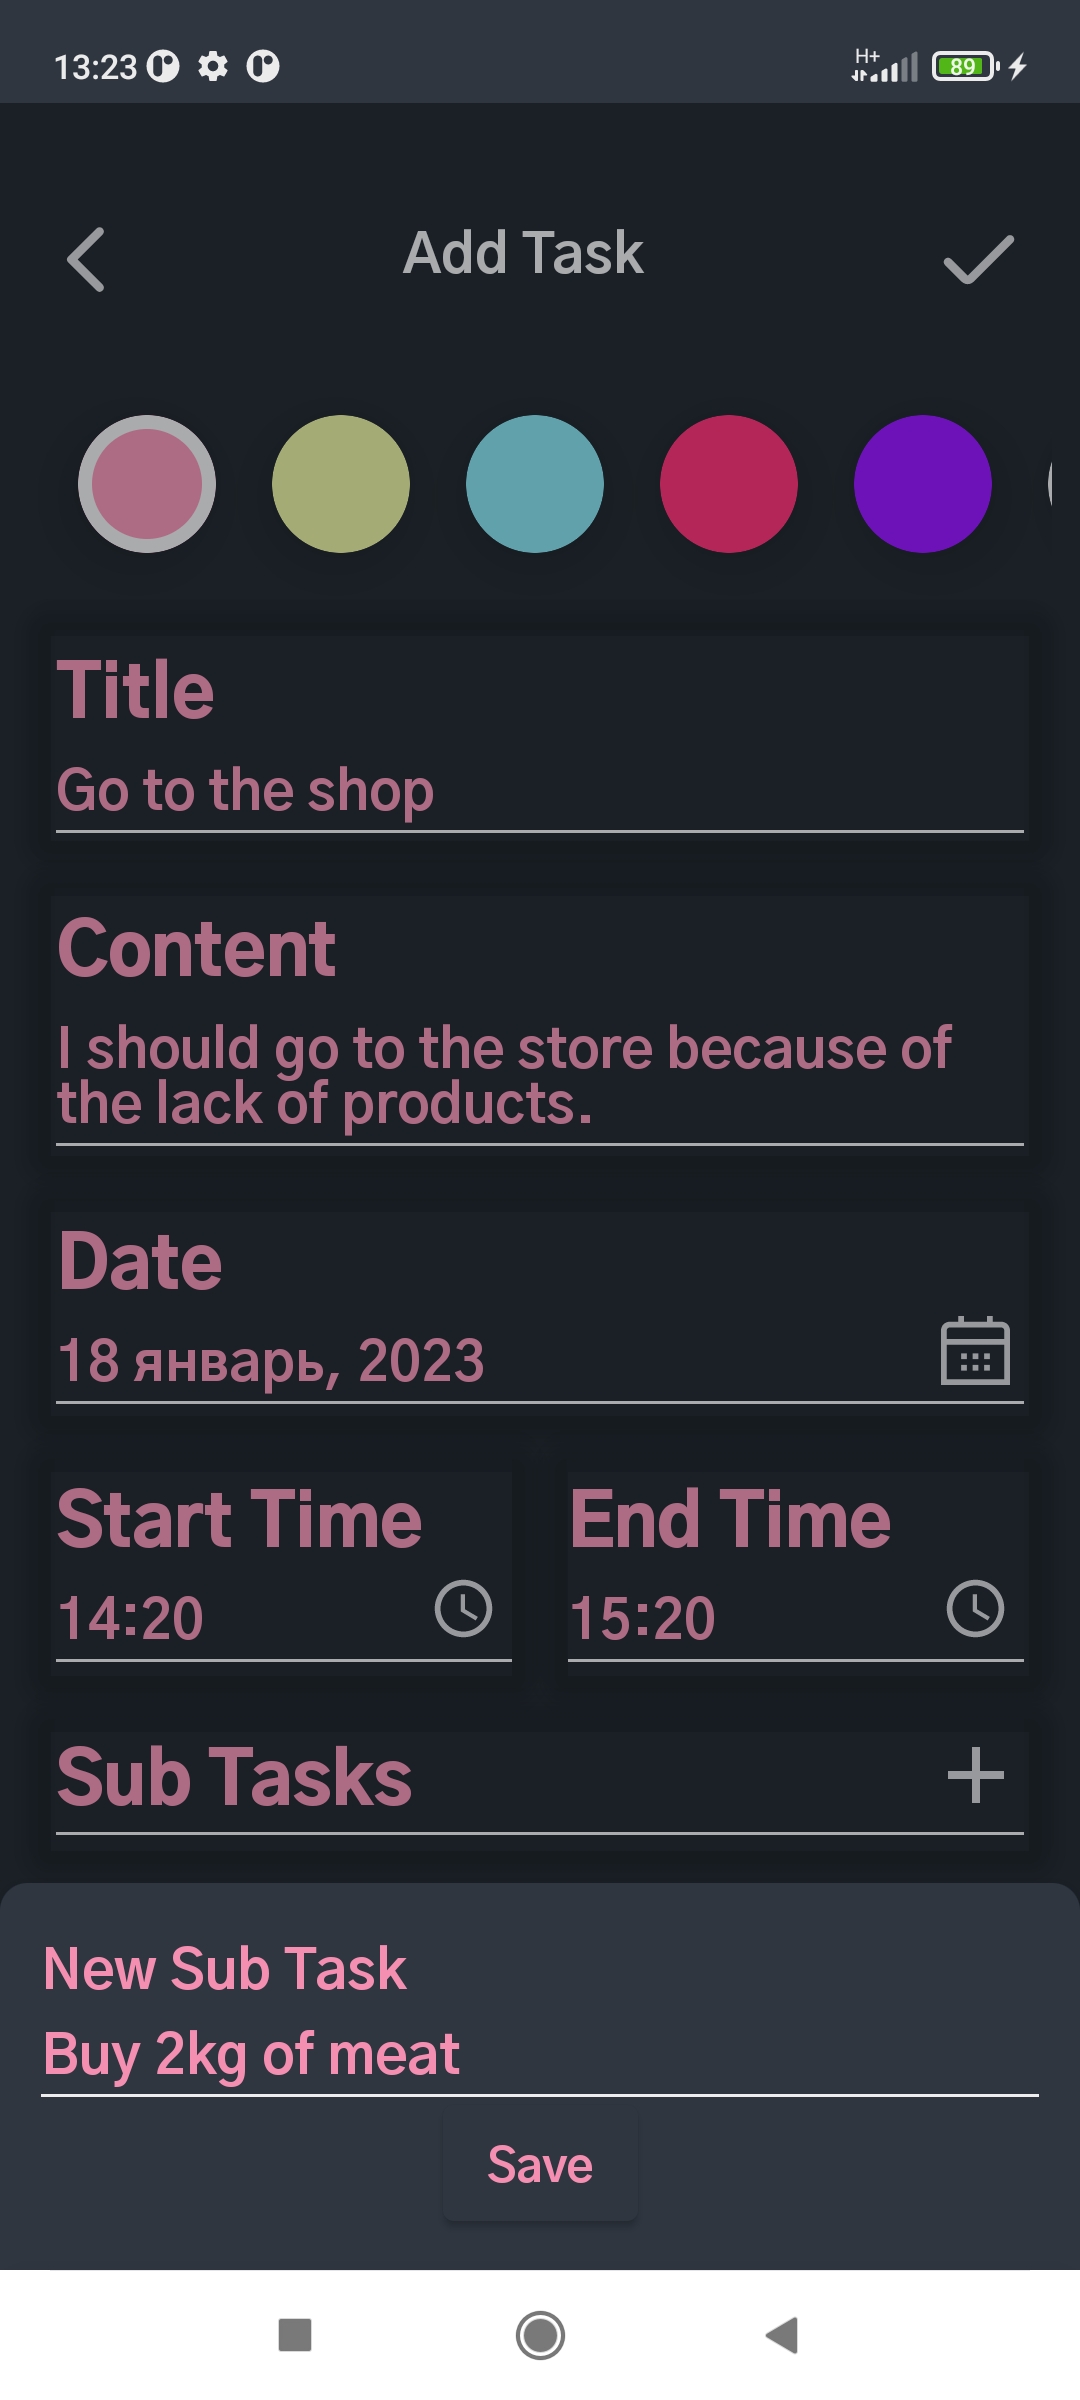 13:23
H+
89
Add Task
Title
Go to the shop
Content
I should go to the store because of
the lack of products.
Date
18 январь, 2023
Start Time
End Time
14:20
15:20
Sub Tasks
New Sub Task
Buy 2kg of meat
Save